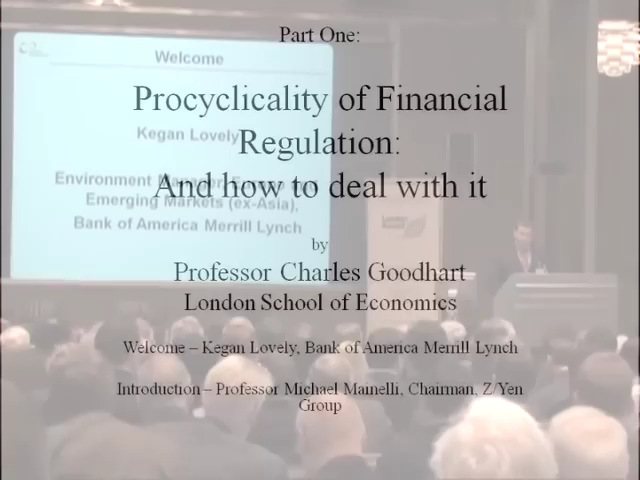 Part One:
Procyclicality of Financial
Regulation:
And how to deal with it
by
Professor Charles Goodhart
London School of Economics
Welcome – Kegan Lovely, Bank of America Merrill Lynch
Introduction – Professor Michael Mainelli, Chairman, Z/Yen
Group
Welcome
Kegan Lovely
Environment Manager,
Emerging Markets (ex-Asia),
Bank of America Merrill Lynch